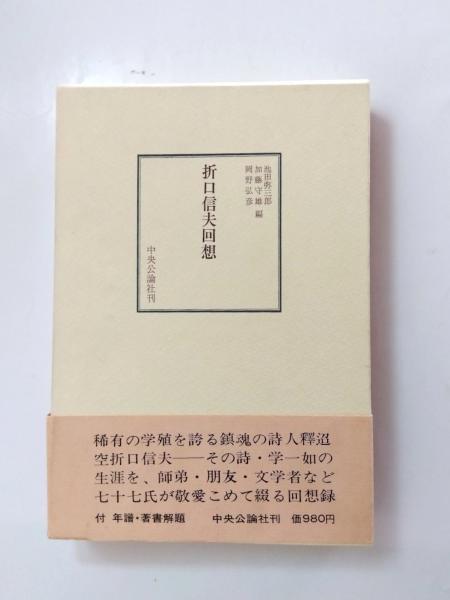 池田弥三郎
加藤守雄 編
岡野弘彦
折口信夫回想
中央公論社刊
稀有の学殖を誇る鎮魂の詩人釋迢
空折口信夫――その詩・学一如の
生涯を、師弟・朋友・文学者など
七十七氏が敬愛こめて綴る回想録
付 年譜・著書解題 中央公論社刊 価980円